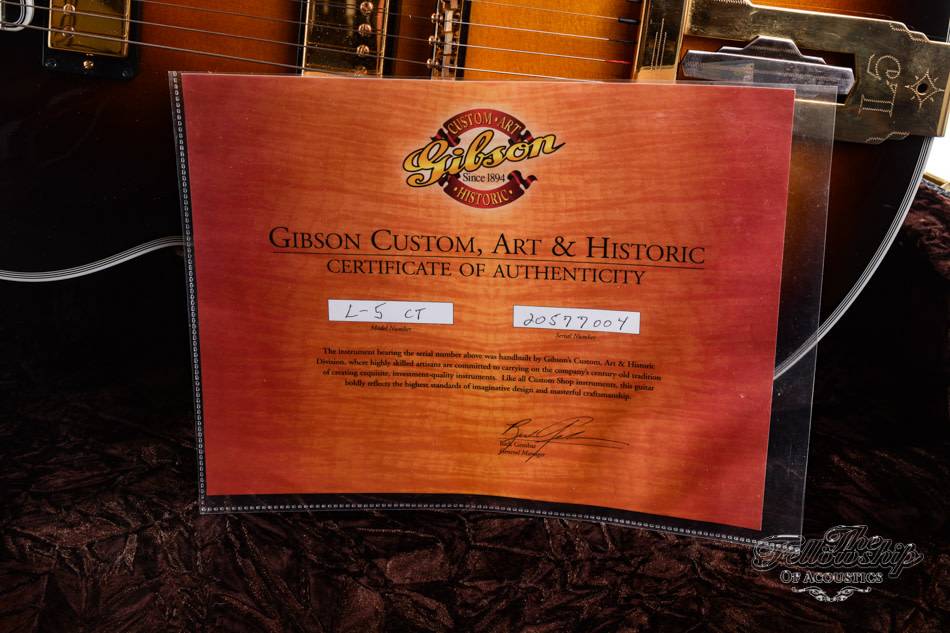 CUSTOM • ART
Gibson
Since 1894
HISTORIC
GIBSON CUSTOM, ART & HISTORIC
CERTIFICATE OF AUTHENTICITY
L-5 CT
20577004
Model Number
Serial Number
The instrument bearing the serial number above was handbuilt by Gibson's Custom, Art & Historic
Division, where highly skilled artisans are committed to carrying on the company's century old tradition
of creating exquisite, investment-quality instruments. Like all Custom Shop instruments, this guitar
boldly reflects the highest standards of imaginative design and masterful craftsmanship.
Rick Gembar
General Manager
L-5
The
Fellowship
OF ACOUSTICS